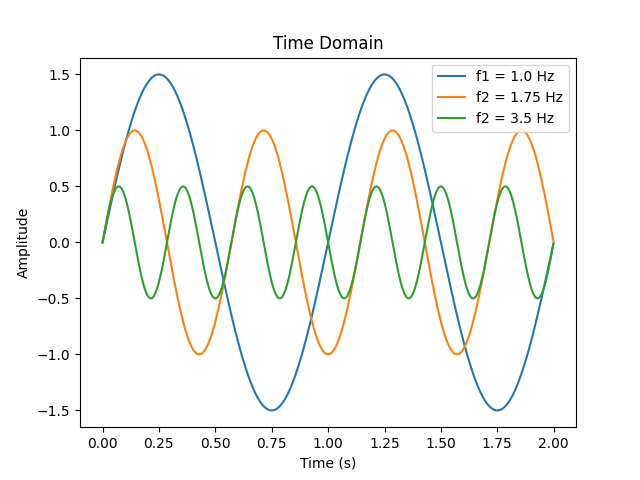 Time Domain
f1 = 1.0 Hz
f2 = 1.75 Hz
f2 = 3.5 Hz
Amplitude
1.5
1.0
0.5
0.0
−0.5
−1.0
−1.5
0.00 0.25 0.50 0.75 1.00 1.25 1.50 1.75 2.00
Time (s)